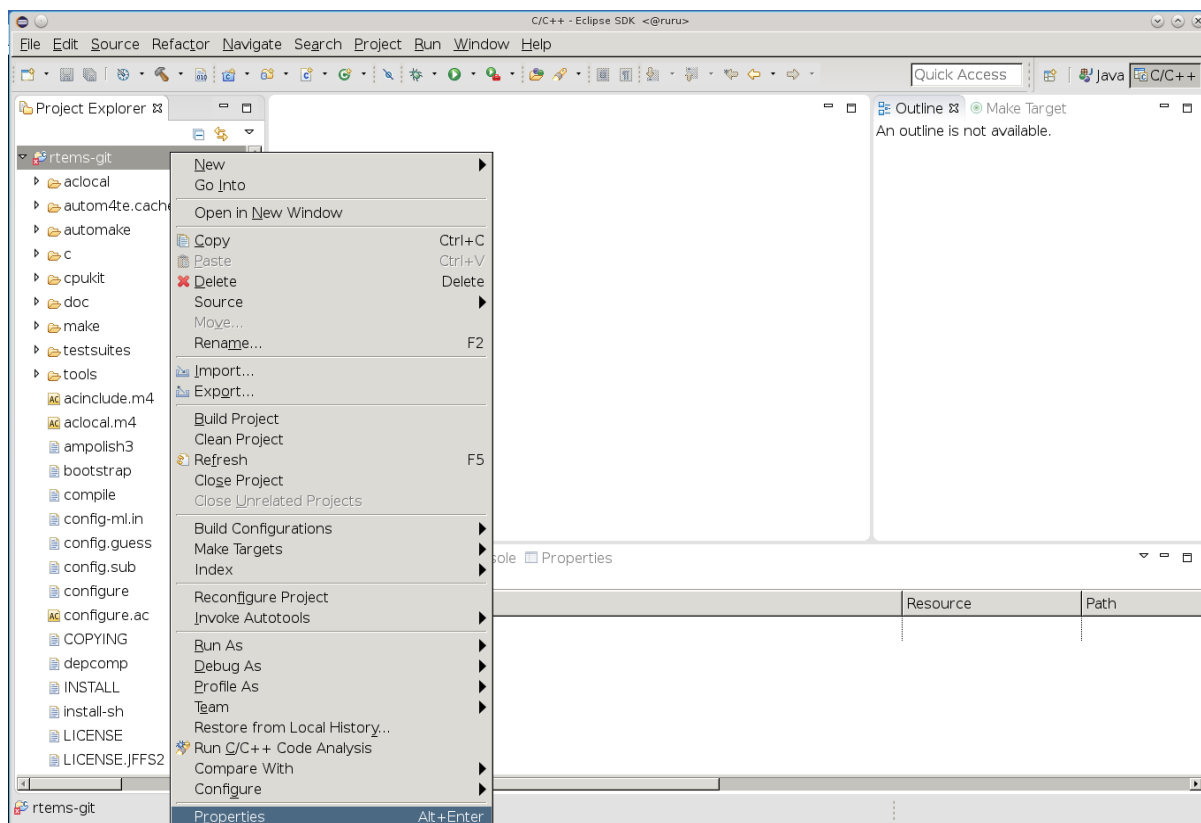 C/C++ - Eclipse SDK <@ruru>
File Edit Source Refactor Navigate Search Project Run Window Help
Quick Access Java C/C++
Project Explorer
Outline Make Target
An outline is not available.
rtems-git
aclocal
autom4te.cache
automake
c
cpukit
doc
make
testsuites
tools
acinclude.m4
aclocal.m4
ampolish3
bootstrap
compile
config-ml.in
config.guess
config.sub
configure
configure.ac
COPYING
depcomp
INSTALL
install-sh
LICENSE
LICENSE.JFFS2
New
Go Into
Open in New Window
Copy Ctrl+C
Paste Ctrl+V
Delete Delete
Source
Move...
Rename... F2
Import...
Export...
Build Project
Clean Project
Refresh F5
Close Project
Close Unrelated Projects
Build Configurations
Make Targets
Index
Reconfigure Project
Invoke Autotools
Run As
Debug As
Profile As
Team
Restore from Local History...
Run C/C++ Code Analysis
Compare With
Configure
Properties Alt+Enter
sole Properties
Resource Path
rtems-git